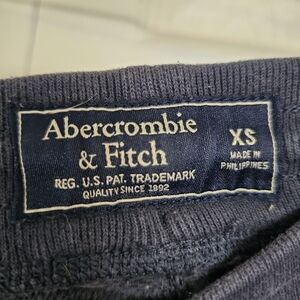 Abercrombie
& Fitch
REG. U.S. PAT. TRADEMARK
QUALITY SINCE 1892
XS
MADE IN
PHILIPPINES